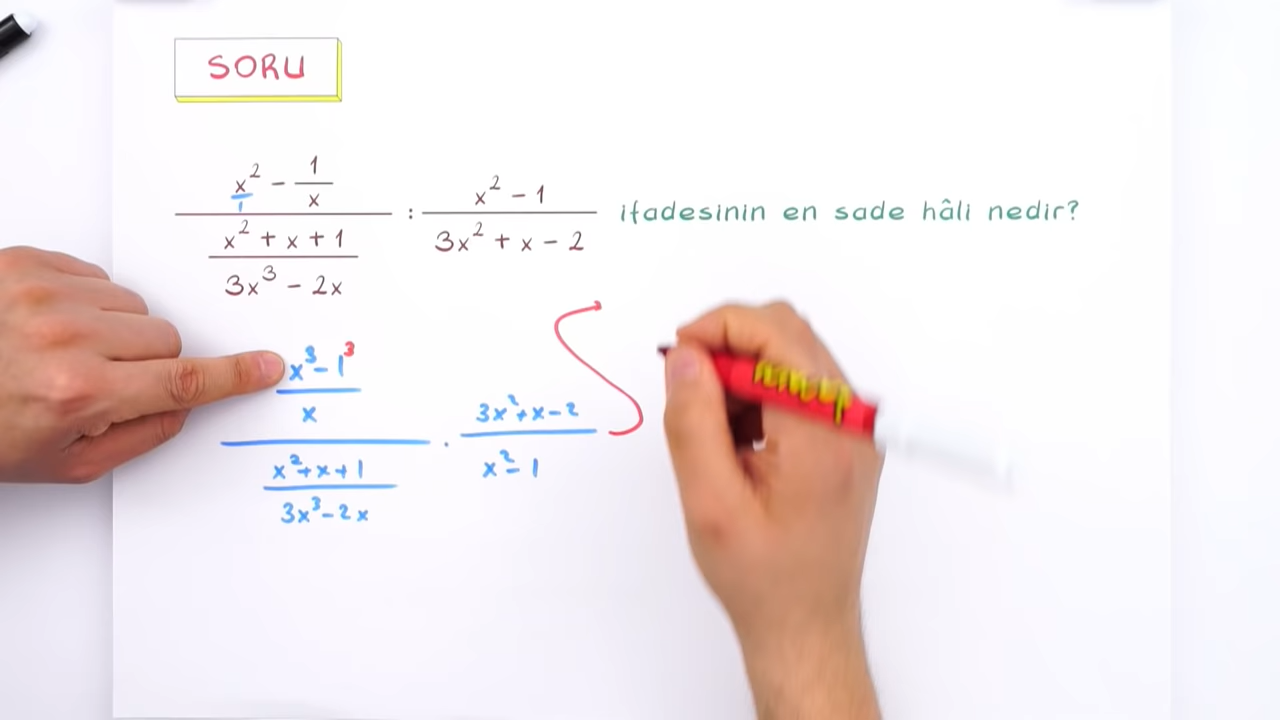 SORU
x² - 1/x
x/1
x² + x + 1
3x³ - 2x
:
x² - 1
3x² + x - 2
ifadesinin en sade hâli nedir?
x³ - 1³
x
x² + x + 1
3x³ - 2x
.
3x² + x - 2
x² - 1